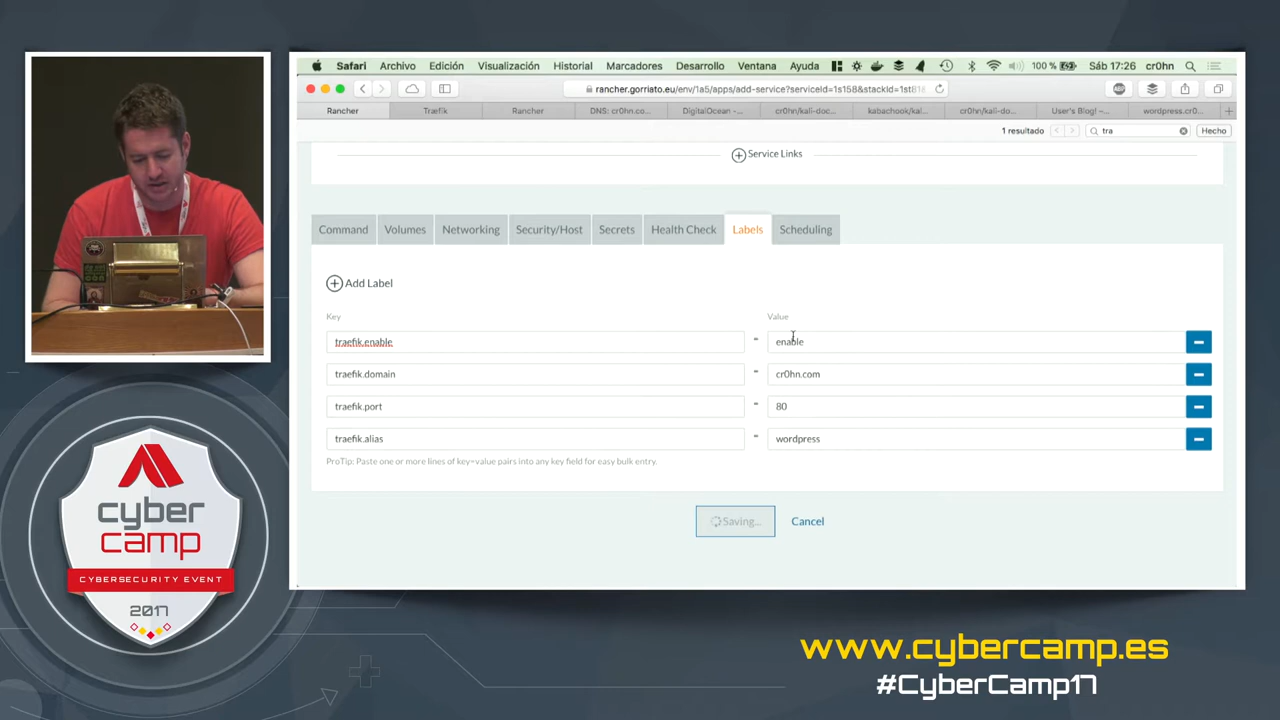 Safari Archivo Edición Visualización Historial Marcadores Desarrollo Ventana Ayuda 100 % Sáb 17:26 cr0hn
rancher.gorriato.eu/env/1a5/apps/add-service?serviceId=1s158&stackId=1st81
Rancher Træfik Rancher DNS: cr0hn.co... DigitalOcean -... cr0hn/kali-doc... kabachook/kal... cr0hn/kali-do... User's Blog! –... wordpress.cr0...
1 resultado tra Hecho
Service Links
Command Volumes Networking Security/Host Secrets Health Check Labels Scheduling
Add Label
Key Value
traefik.enable = enable
traefik.domain = cr0hn.com
traefik.port = 80
traefik.alias = wordpress
ProTip: Paste one or more lines of key=value pairs into any key field for easy bulk entry.
Saving... Cancel
cyber
camp
CYBERSECURITY EVENT
2017
www.cybercamp.es
#CyberCamp17